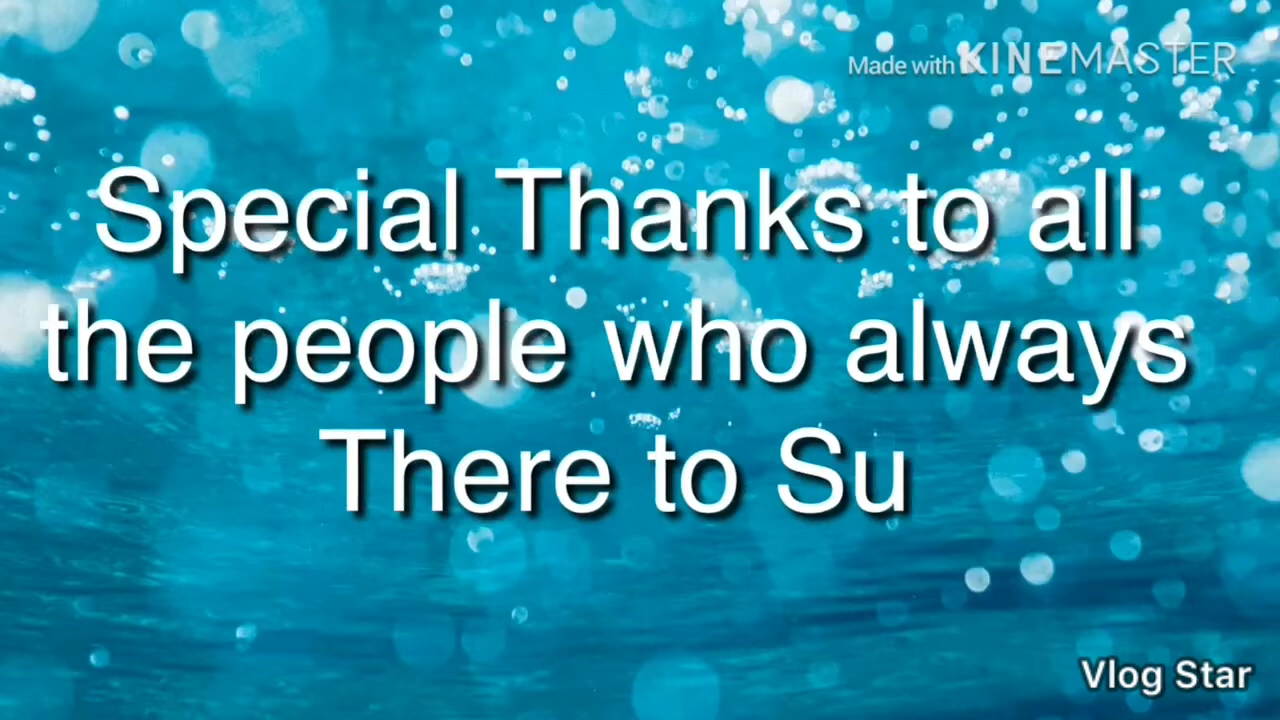 Made with KINEMASTER
Special Thanks to all
the people who always
There to Su
Vlog Star